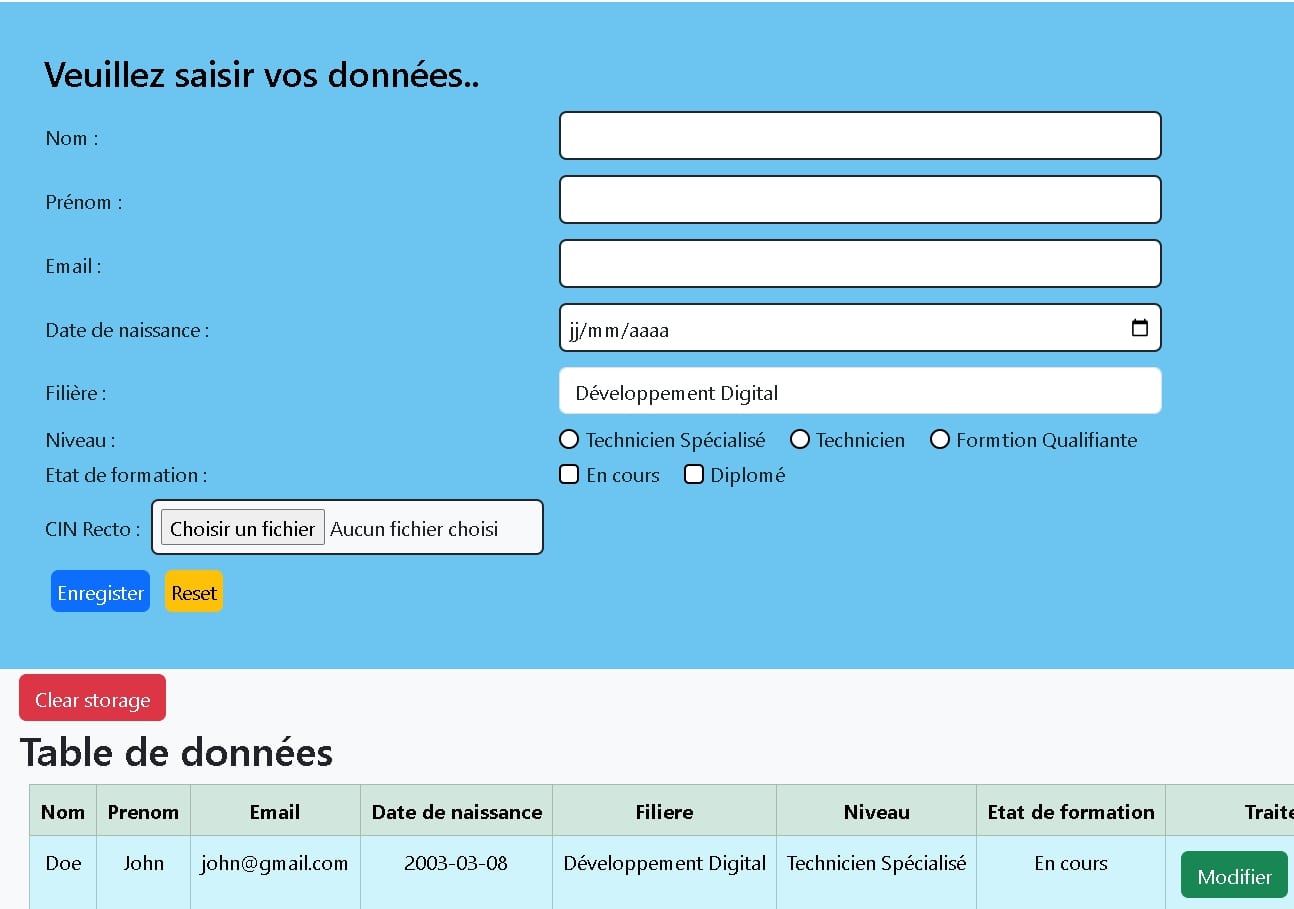 Veuillez saisir vos données..
Nom :
Prénom :
Email :
Date de naissance : jj/mm/aaaa
Filière : Développement Digital
Niveau : Technicien Spécialisé Technicien Formtion Qualifiante
Etat de formation : En cours Diplomé
CIN Recto : Choisir un fichier Aucun fichier choisi
Enregister Reset
Clear storage
Table de données
Nom Prenom Email Date de naissance Filiere Niveau Etat de formation Traite
Doe John john@gmail.com 2003-03-08 Développement Digital Technicien Spécialisé En cours Modifier